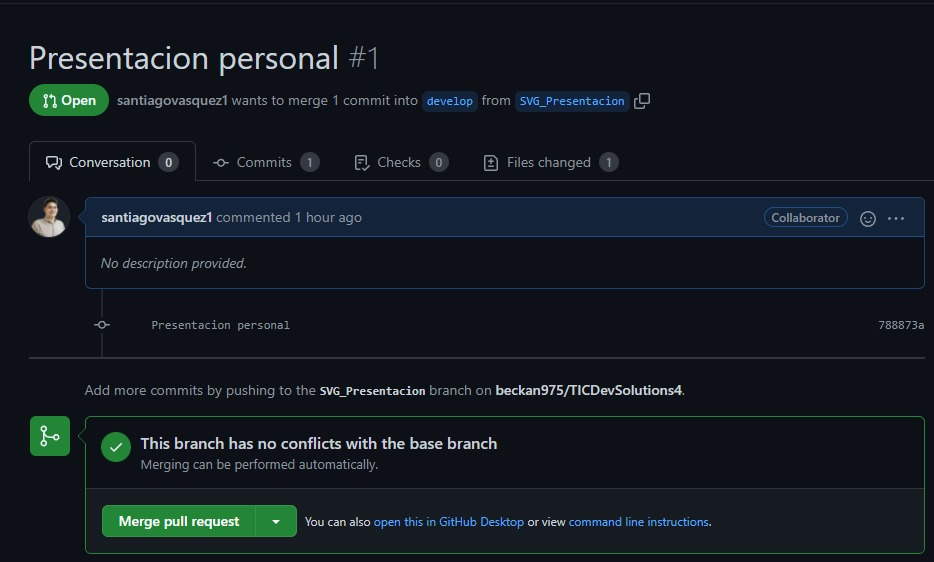 Presentacion personal #1
Open santiagovasquez1 wants to merge 1 commit into develop from SVG_Presentacion
Conversation 0 Commits 1 Checks 0 Files changed 1
santiagovasquez1 commented 1 hour ago Collaborator
No description provided.
Presentacion personal 788873a
Add more commits by pushing to the SVG_Presentacion branch on beckan975/TICDevSolutions4.
This branch has no conflicts with the base branch
Merging can be performed automatically.
Merge pull request You can also open this in GitHub Desktop or view command line instructions.